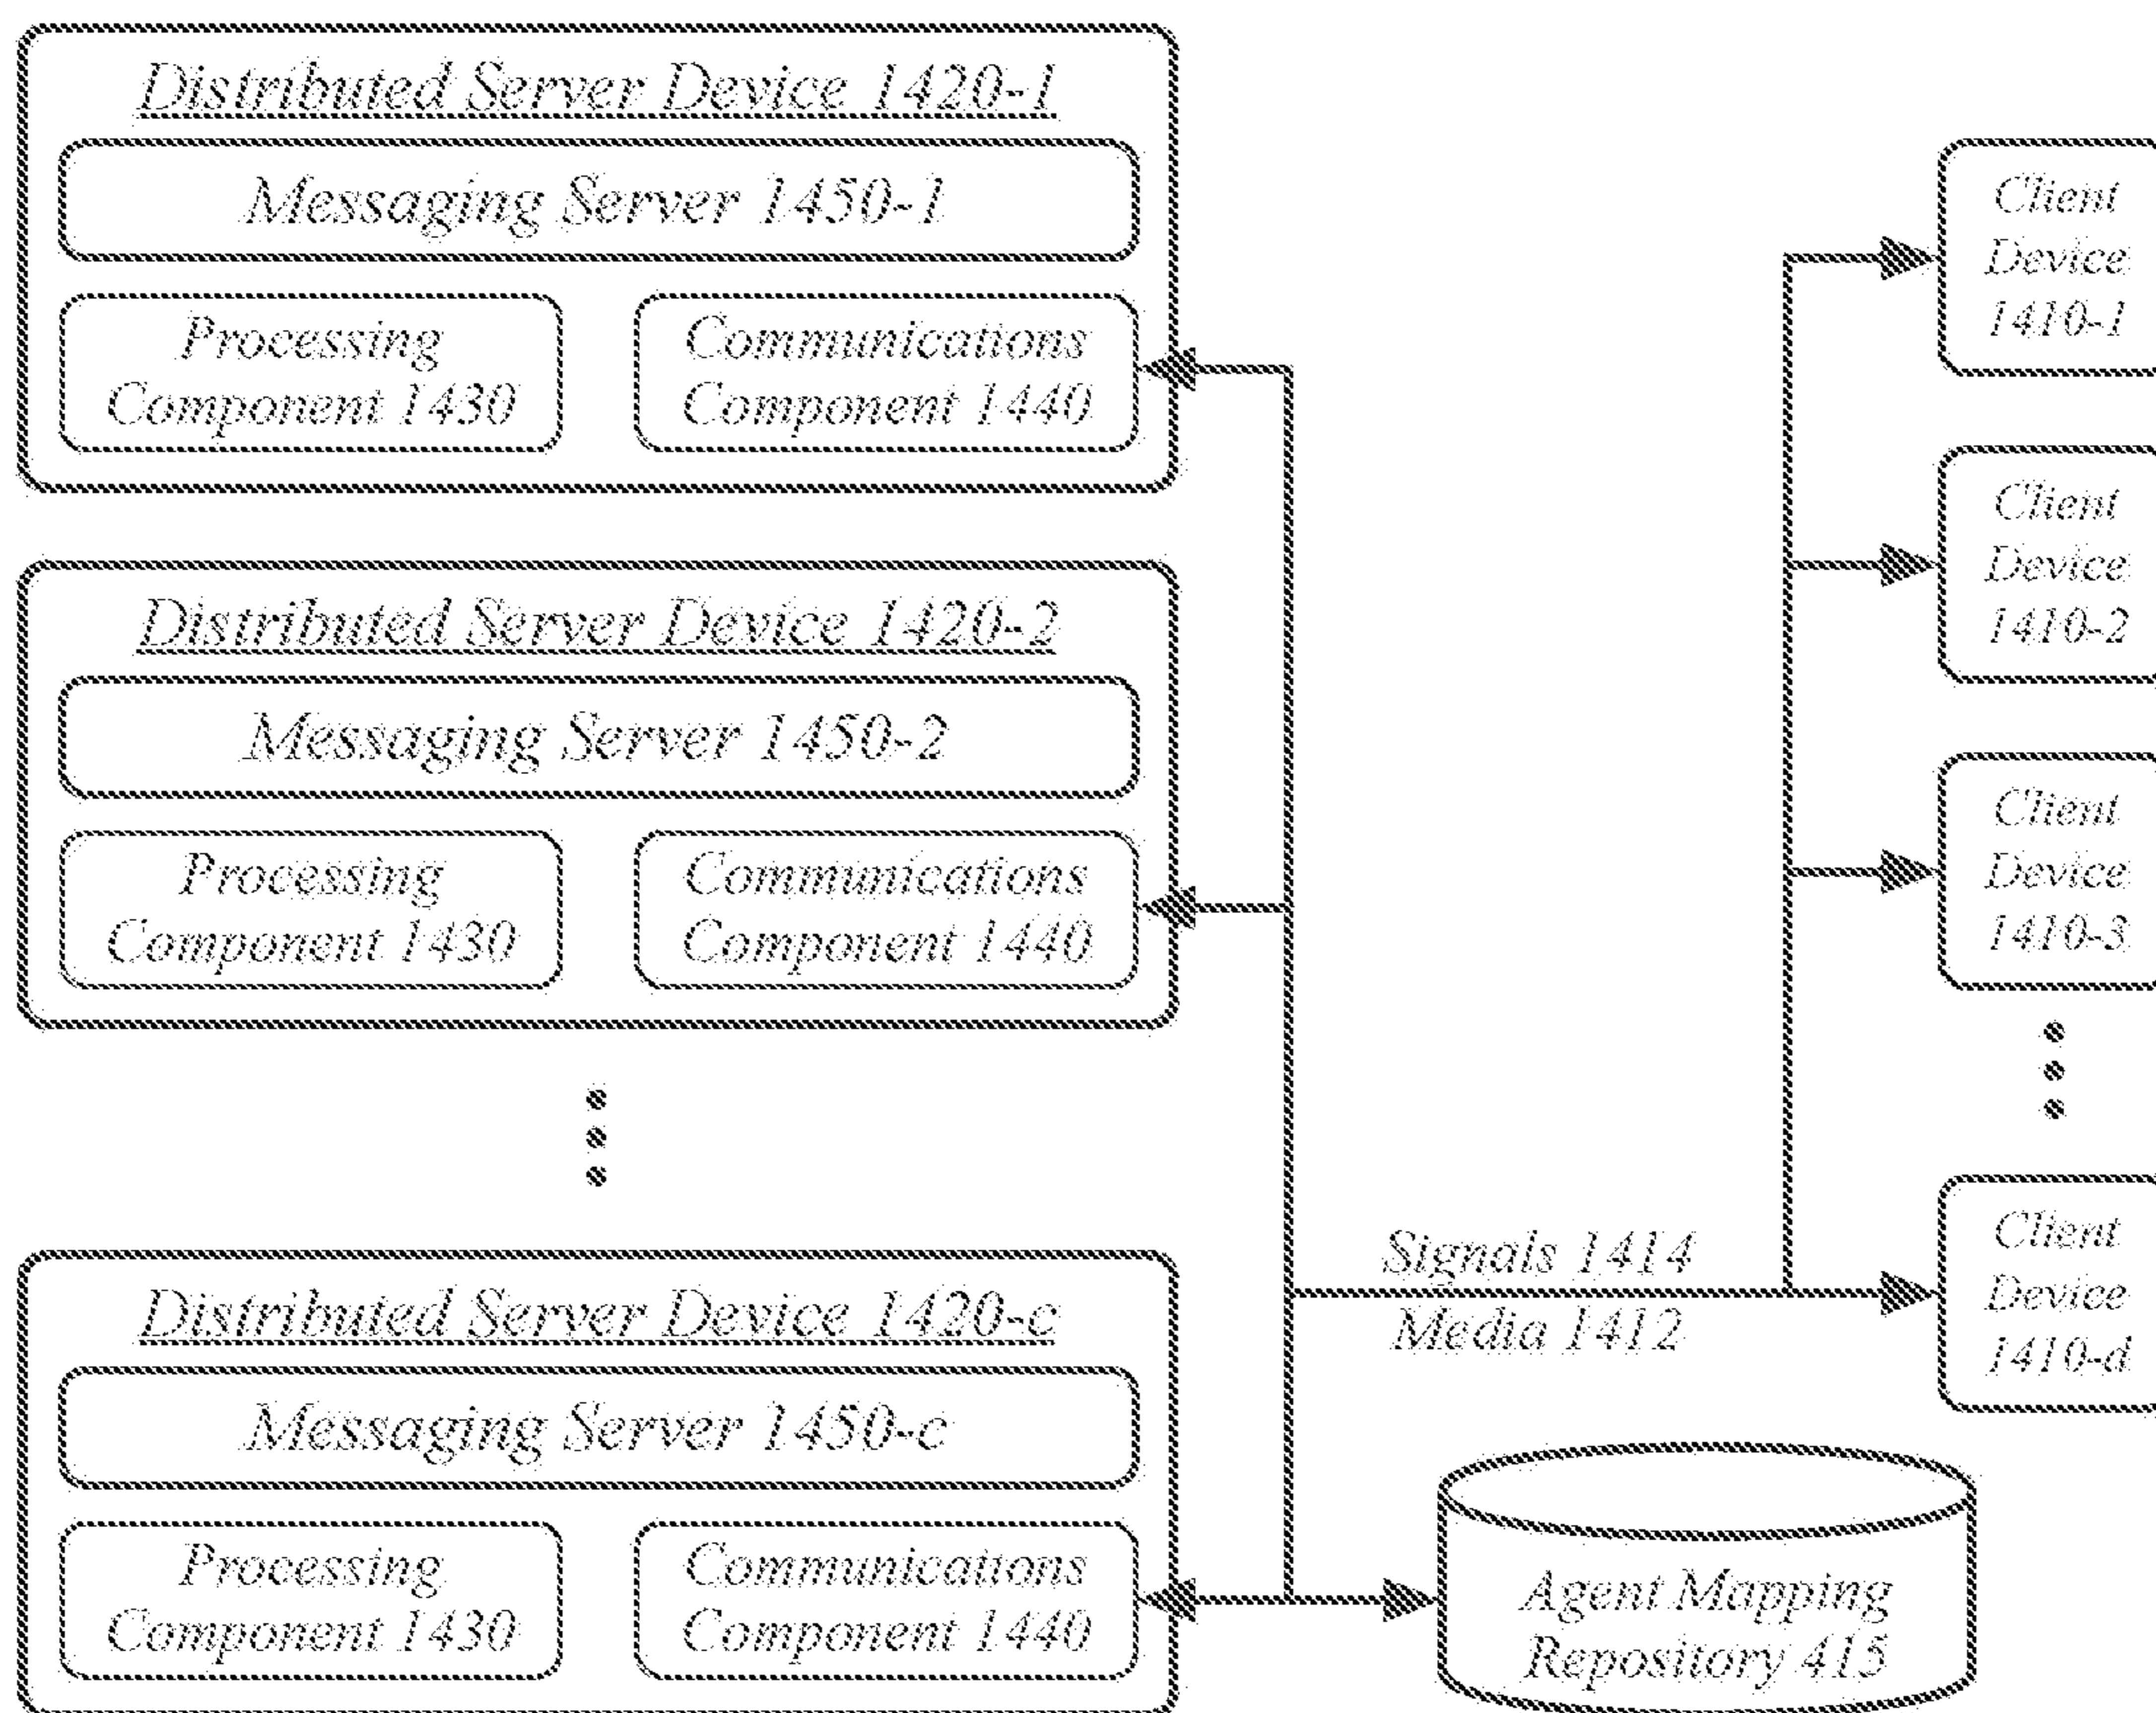 Distributed Server Device 1420-1
Messaging Server 1450-1
Processing
Component 1430
Communications
Component 1440
Distributed Server Device 1420-2
Messaging Server 1450-2
Processing
Component 1430
Communications
Component 1440
Distributed Server Device 1420-c
Messaging Server 1450-c
Processing
Component 1430
Communications
Component 1440
Signals 1414
Media 1412
Agent Mapping
Repository 415
Client
Device
1410-1
Client
Device
1410-2
Client
Device
1410-3
Client
Device
1410-d